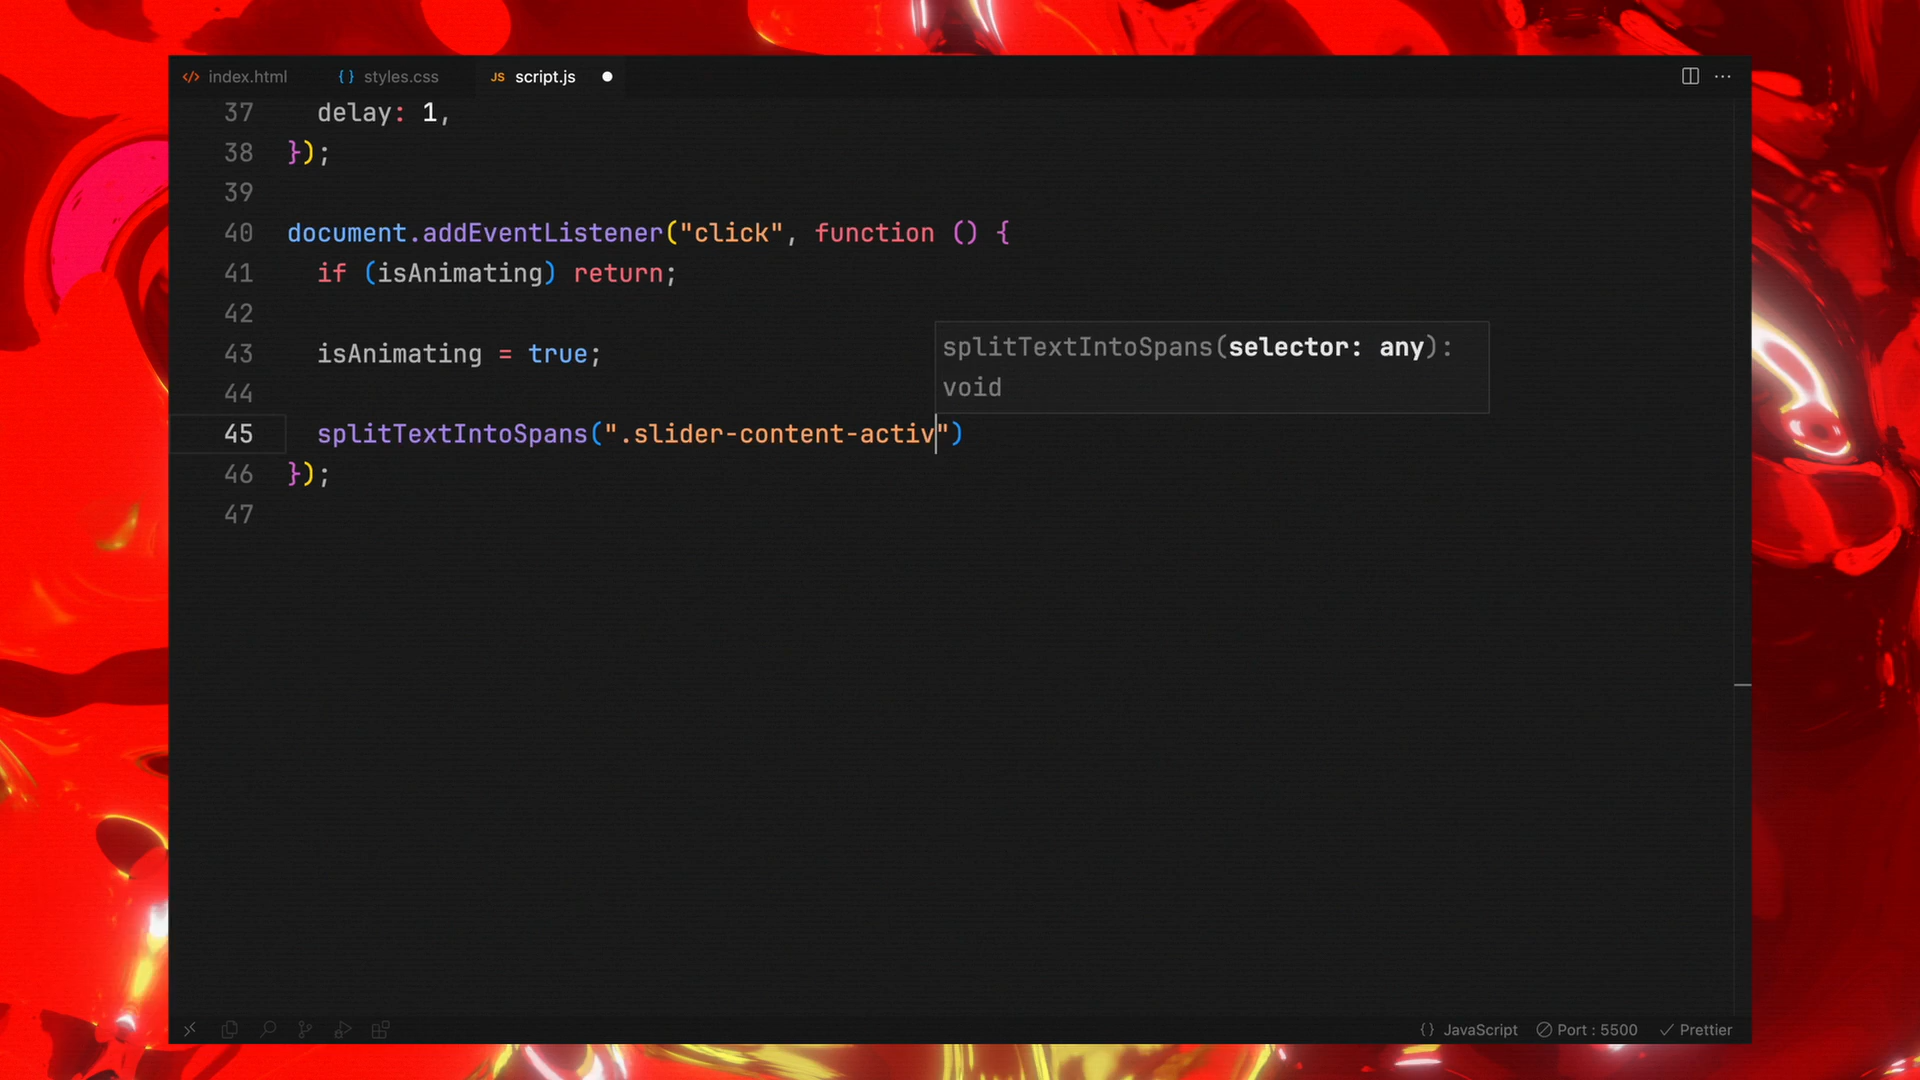 index.html styles.css JS script.js
37 delay: 1,
38 });
39
40 document.addEventListener("click", function () {
41 if (isAnimating) return;
42
43 isAnimating = true;
splitTextIntoSpans(selector: any):
void
44
45 splitTextIntoSpans(".slider-content-activ")
46 });
47
{} JavaScript Port : 5500 Prettier